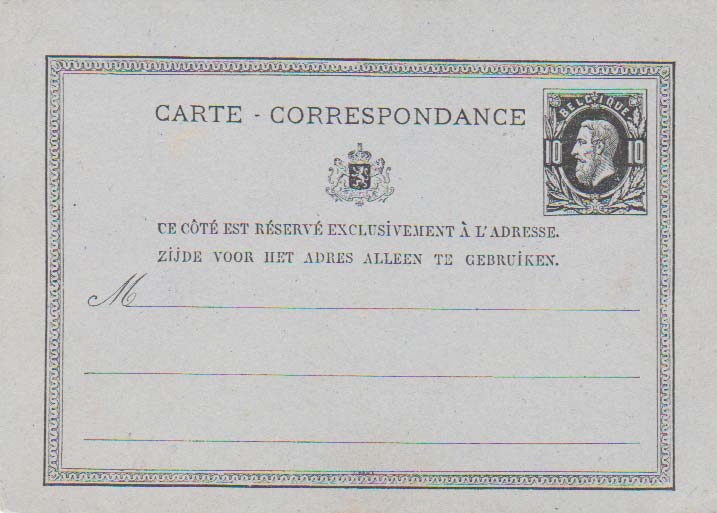 CARTE - CORRESPONDANCE
BELGIQUE
10 10
CE CÔTÉ EST RÉSERVÉ EXCLUSIVEMENT À L'ADRESSE.
ZIJDE VOOR HET ADRES ALLEEN TE GEBRUIKEN.
M